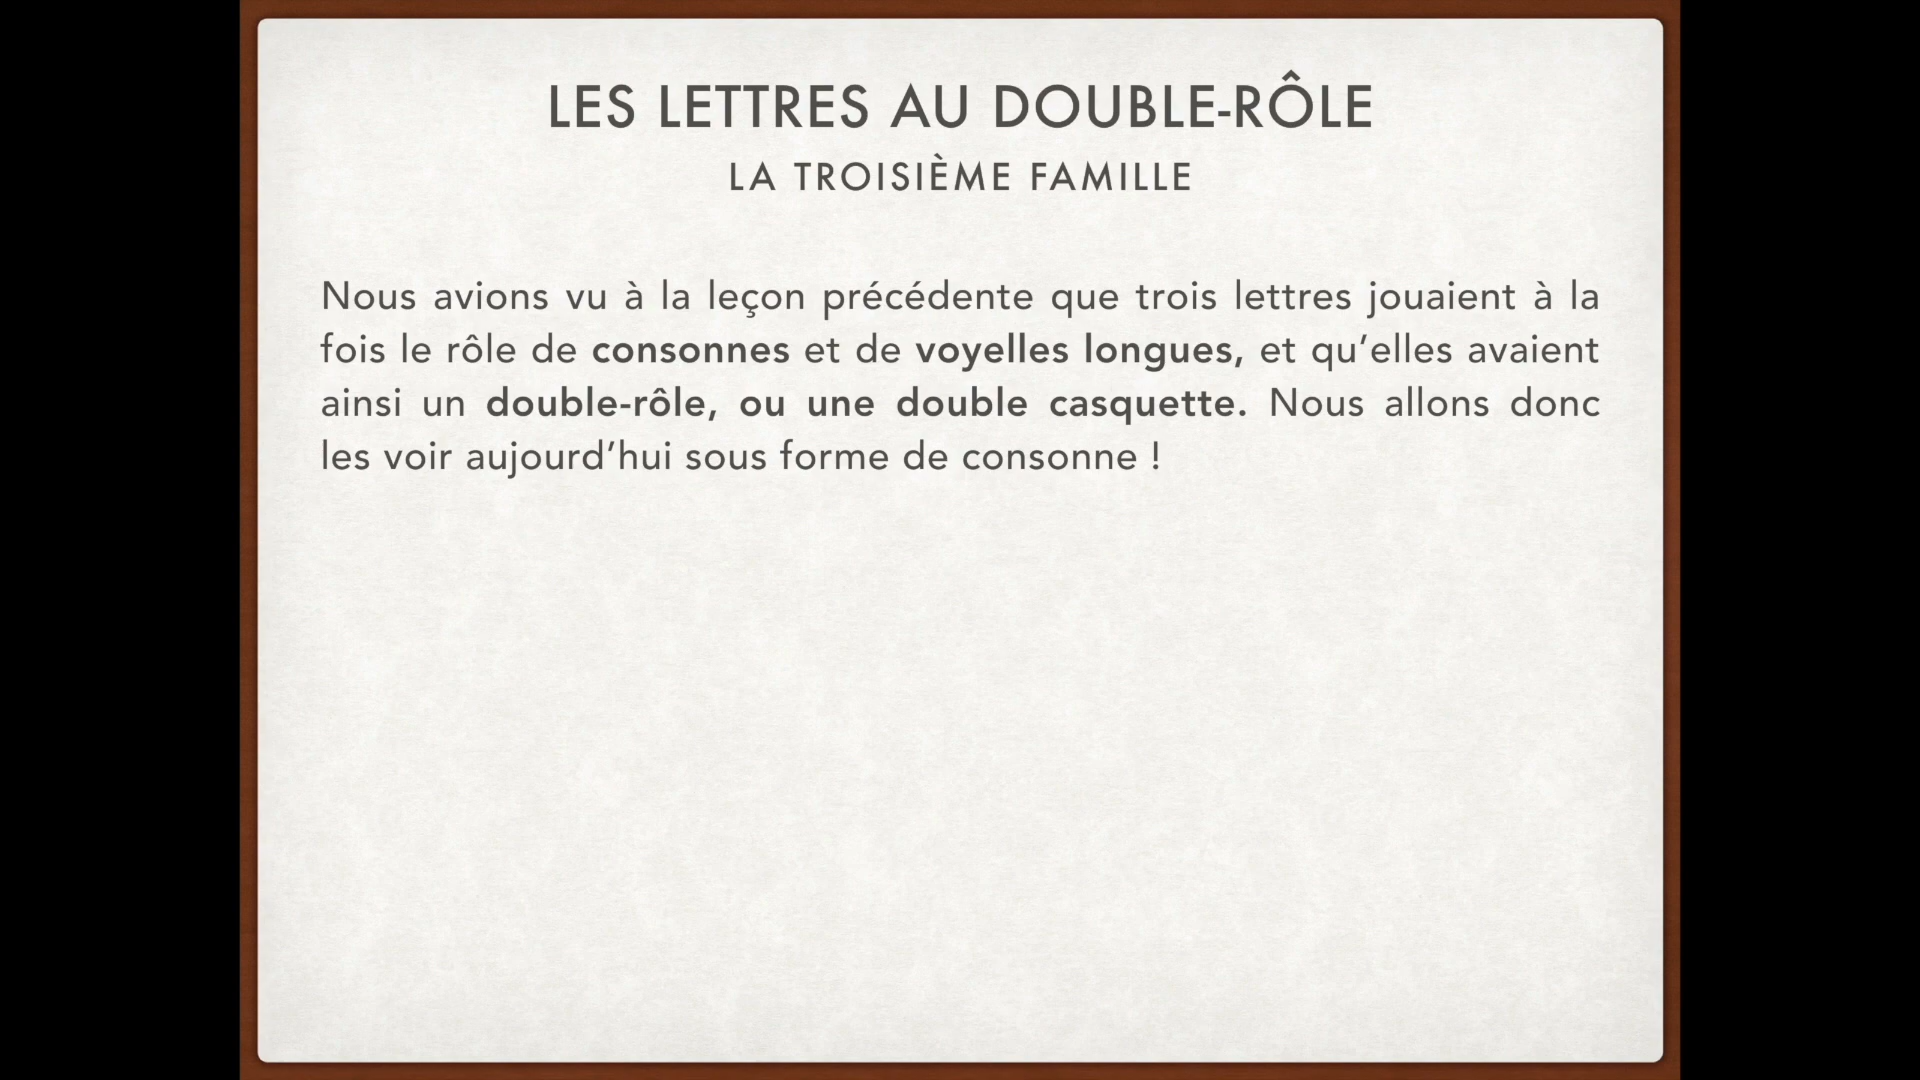 LES LETTRES AU DOUBLE-RÔLE
LA TROISIÈME FAMILLE
Nous avions vu à la leçon précédente que trois lettres jouaient à la
fois le rôle de consonnes et de voyelles longues, et qu’elles avaient
ainsi un double-rôle, ou une double casquette. Nous allons donc
les voir aujourd’hui sous forme de consonne !